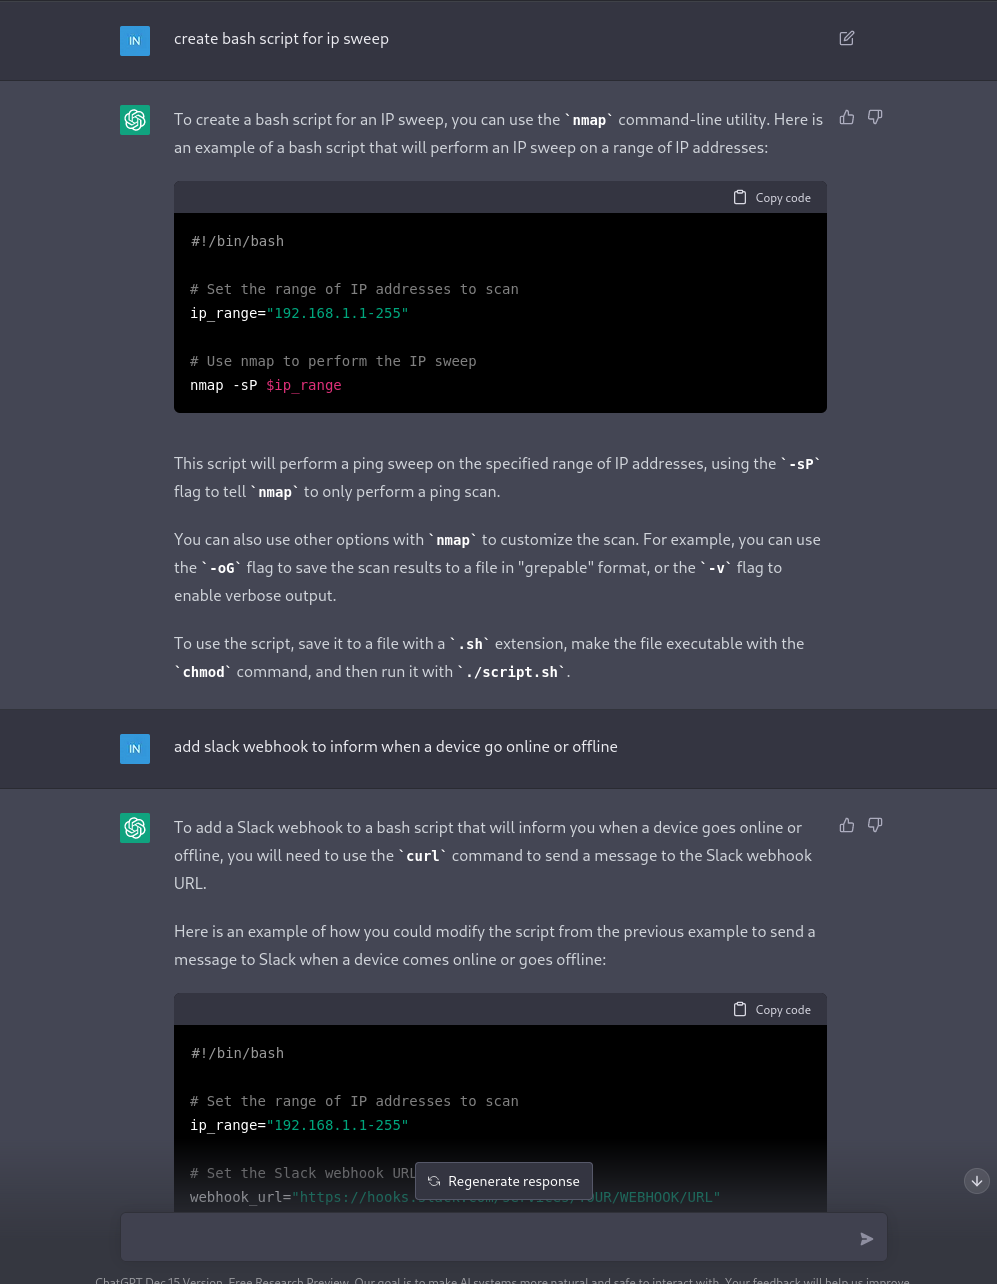 IN
create bash script for ip sweep
To create a bash script for an IP sweep, you can use the `nmap` command-line utility. Here is
an example of a bash script that will perform an IP sweep on a range of IP addresses:
Copy code
#!/bin/bash
# Set the range of IP addresses to scan
ip_range="192.168.1.1-255"
# Use nmap to perform the IP sweep
nmap -sP $ip_range
This script will perform a ping sweep on the specified range of IP addresses, using the `-sP`
flag to tell `nmap` to only perform a ping scan.
You can also use other options with `nmap` to customize the scan. For example, you can use
the `-oG` flag to save the scan results to a file in "grepable" format, or the `-v` flag to
enable verbose output.
To use the script, save it to a file with a `.sh` extension, make the file executable with the
`chmod` command, and then run it with `./script.sh`.
IN
add slack webhook to inform when a device go online or offline
To add a Slack webhook to a bash script that will inform you when a device goes online or
offline, you will need to use the `curl` command to send a message to the Slack webhook
URL.
Here is an example of how you could modify the script from the previous example to send a
message to Slack when a device comes online or goes offline:
Copy code
#!/bin/bash
# Set the range of IP addresses to scan
ip_range="192.168.1.1-255"
# Set the Slack webhook URL
Regenerate response
webhook_url="https://hooks.slack.com/services/YOUR/WEBHOOK/URL"
ChatGPT Dec 15 Version. Free Research Preview. Our goal is to make AI systems more natural and safe to interact with. Your feedback will help us improve.